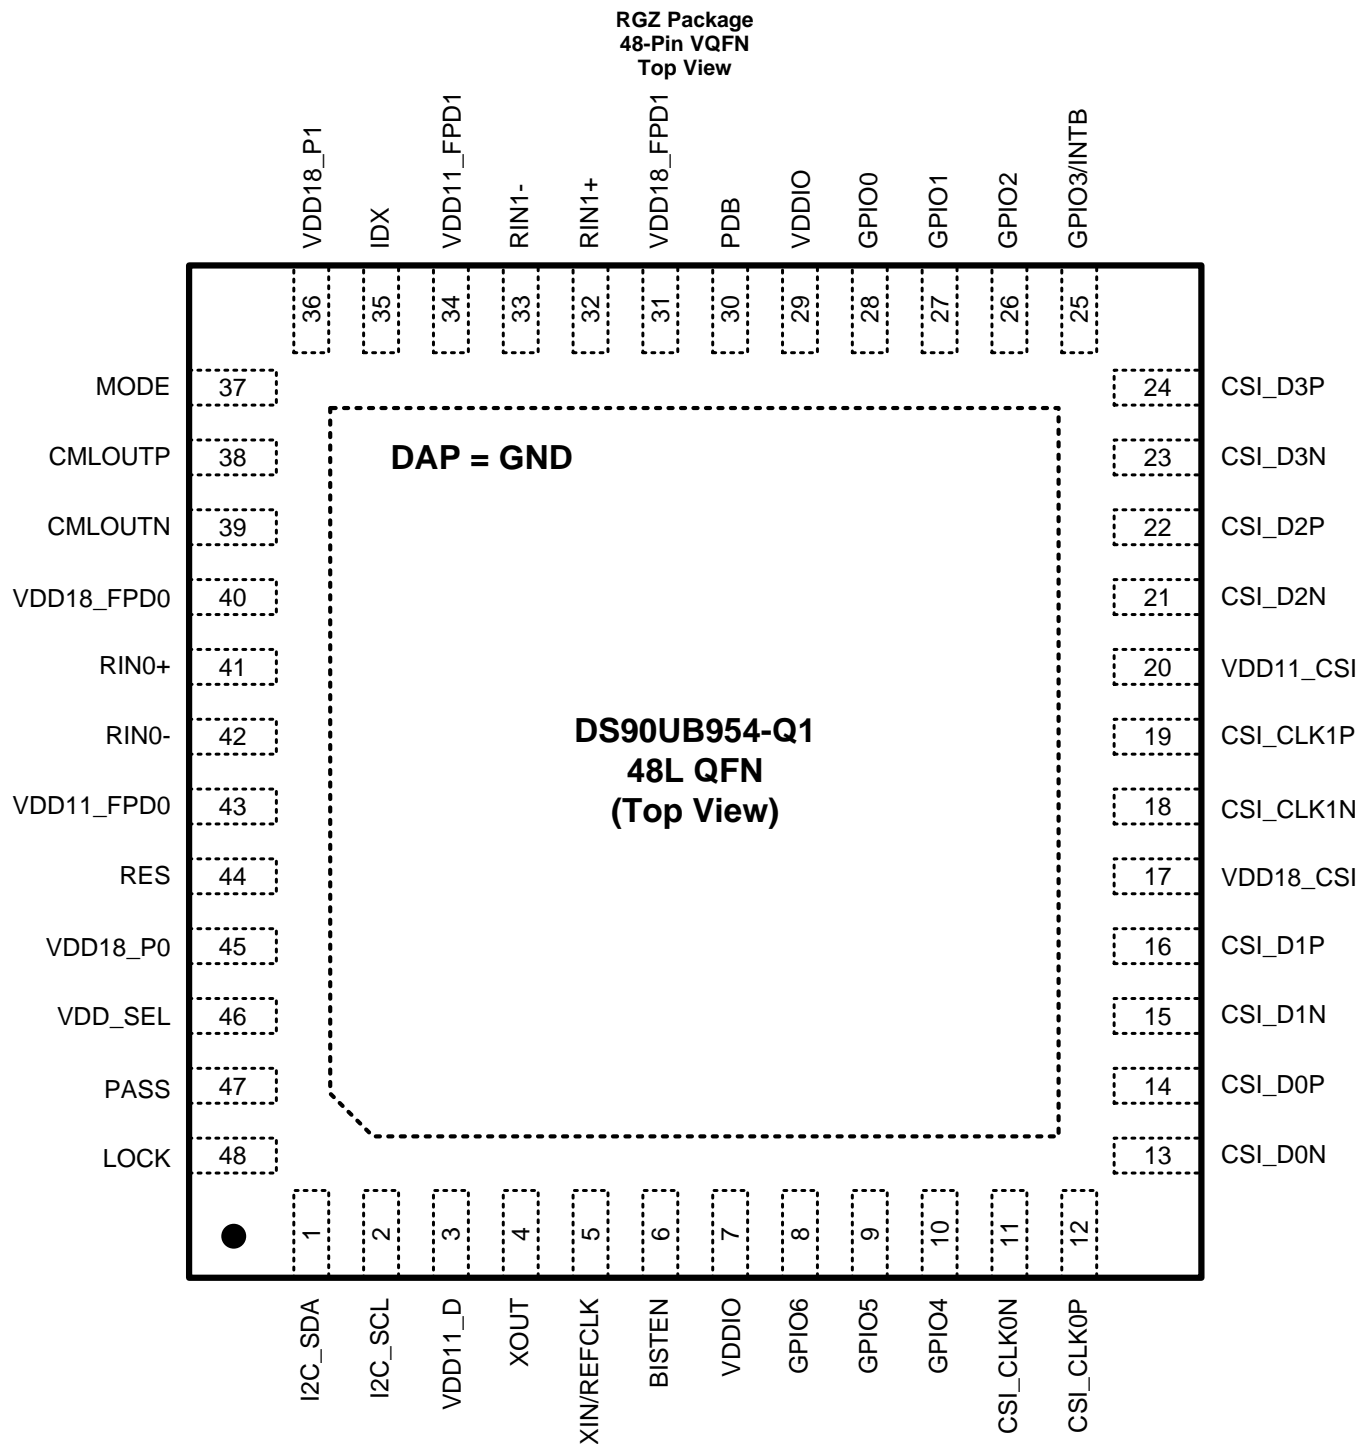 RGZ Package
48-Pin VQFN
Top View
VDD18_P1
IDX
VDD11_FPD1
RIN1-
RIN1+
VDD18_FPD1
PDB
VDDIO
GPIO0
GPIO1
GPIO2
GPIO3/INTB
36
35
34
33
32
31
30
29
28
27
26
25
MODE 37
CMLOUTP 38
CMLOUTN 39
VDD18_FPD0 40
RIN0+ 41
RIN0- 42
VDD11_FPD0 43
RES 44
VDD18_P0 45
VDD_SEL 46
PASS 47
LOCK 48
DAP = GND
DS90UB954-Q1
48L QFN
(Top View)
24 CSI_D3P
23 CSI_D3N
22 CSI_D2P
21 CSI_D2N
20 VDD11_CSI
19 CSI_CLK1P
18 CSI_CLK1N
17 VDD18_CSI
16 CSI_D1P
15 CSI_D1N
14 CSI_D0P
13 CSI_D0N
1
2
3
4
5
6
7
8
9
10
11
12
I2C_SDA
I2C_SCL
VDD11_D
XOUT
XIN/REFCLK
BISTEN
VDDIO
GPIO6
GPIO5
GPIO4
CSI_CLK0N
CSI_CLK0P